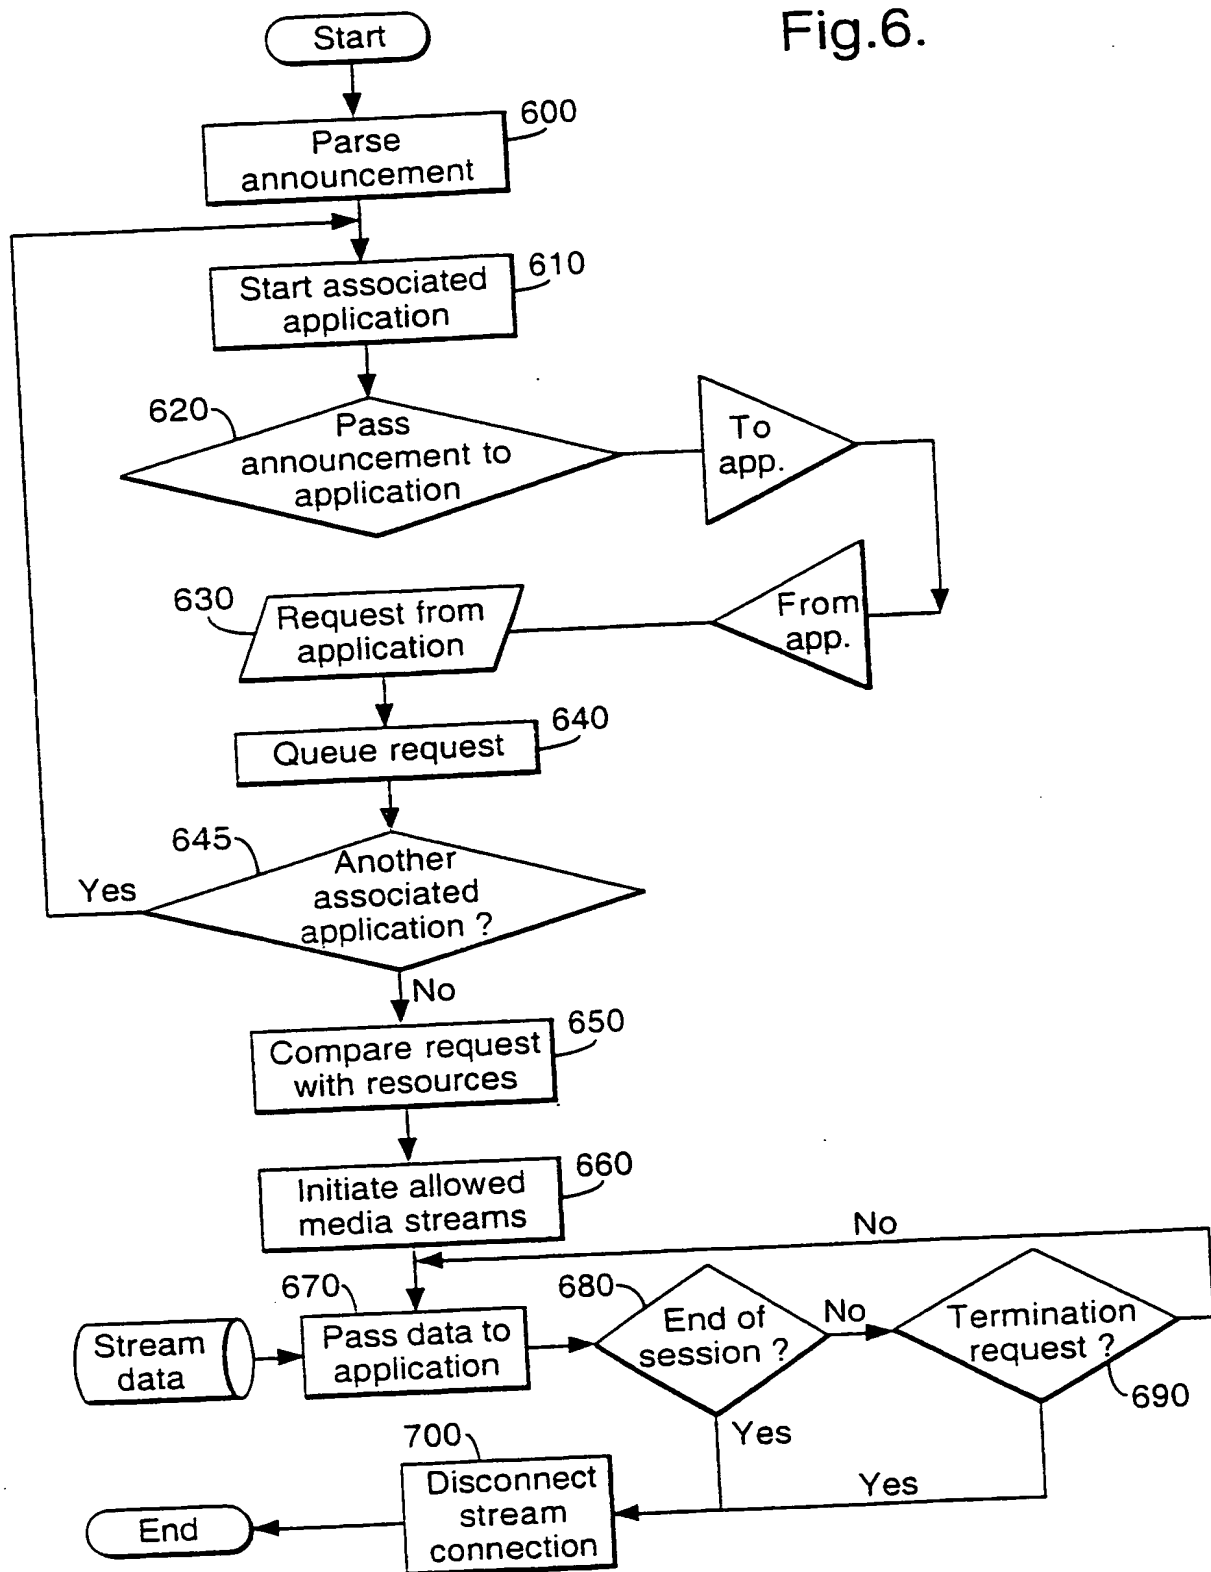 Fig.6.
Start
600
Parse
announcement
610
Start associated
application
620
Pass
announcement to
application
To
app.
From
app.
630
Request from
application
640
Queue request
645
Another
associated
application ?
Yes
No
650
Compare request
with resources
660
Initiate allowed
media streams
No
670
Stream
data
Pass data to
application
680
End of
session ?
No
Termination
request ?
690
Yes
Yes
700
Disconnect
stream
connection
End